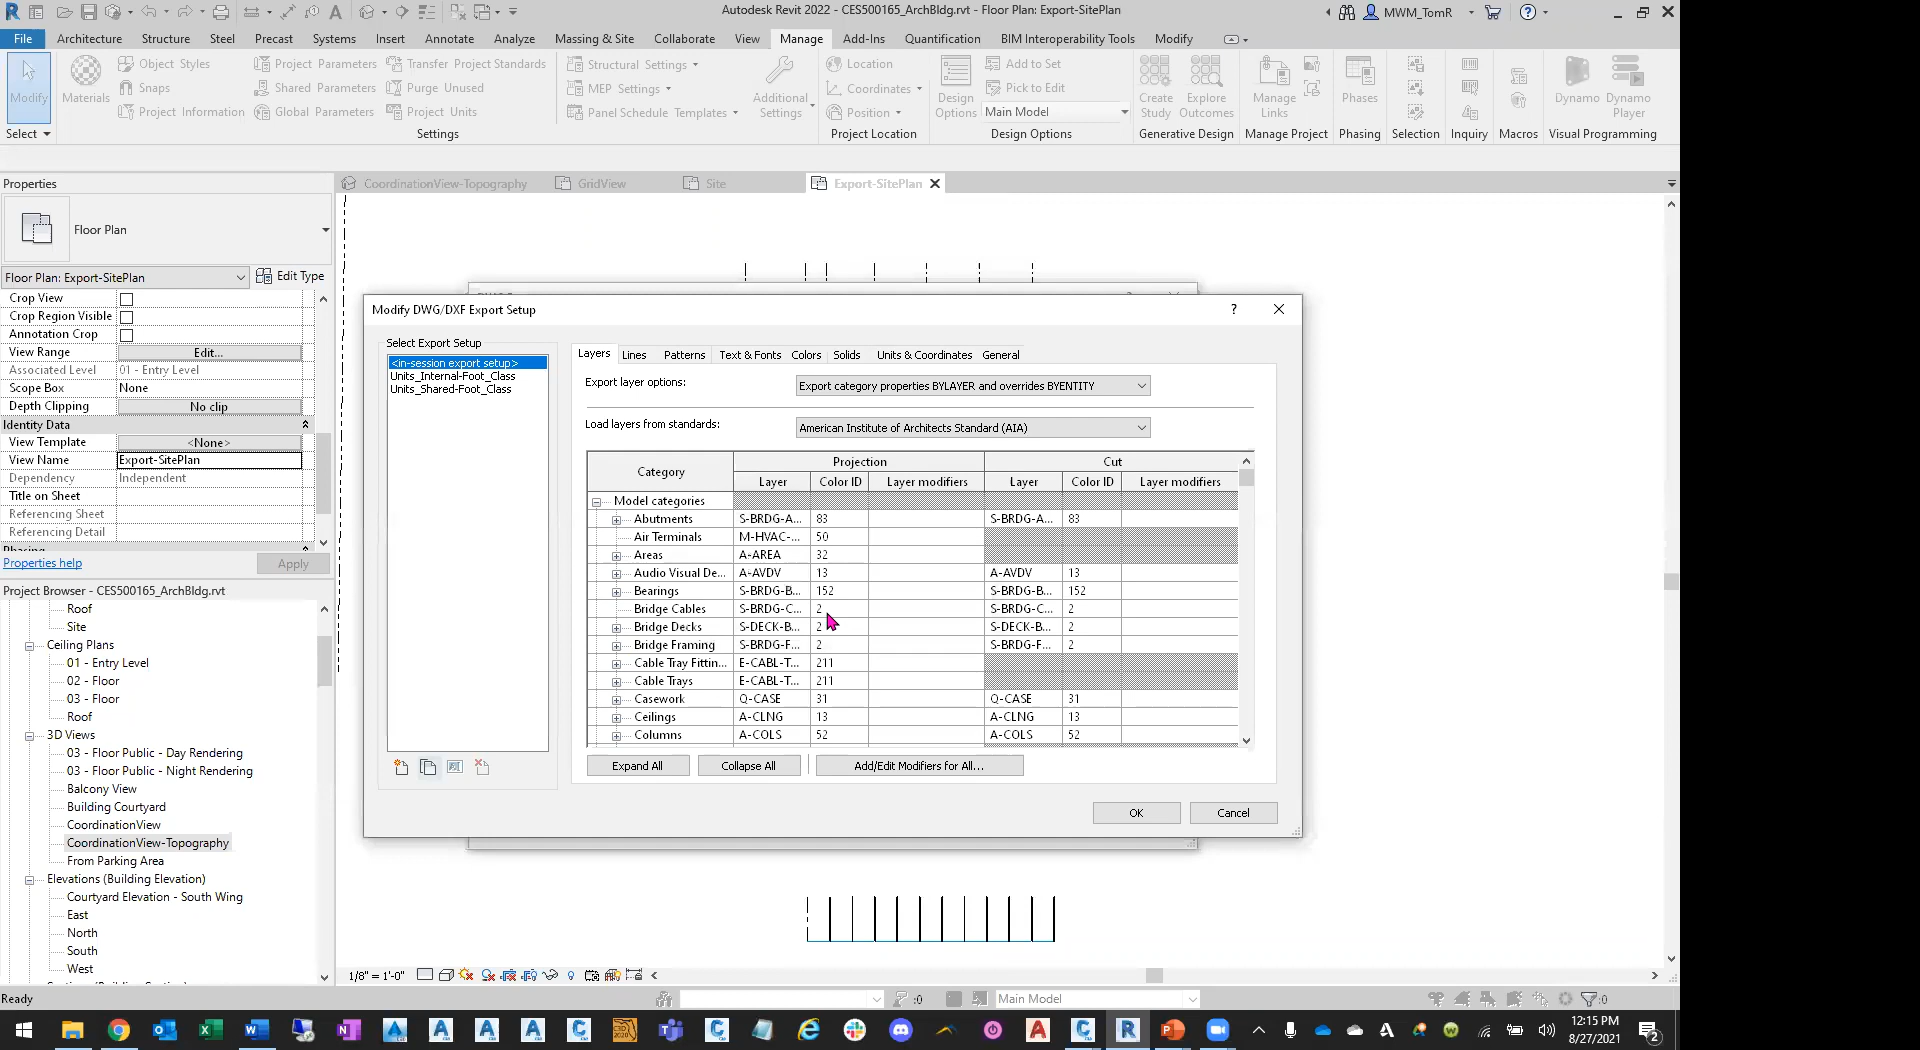 Autodesk Revit 2022 - CES500165_ArchBldg.rvt - Floor Plan: Export-SitePlan
MWM_TomR
File Architecture Structure Steel Precast Systems Insert Annotate Analyze Massing & Site Collaborate View Manage Add-Ins Quantification BIM Interoperability Tools Modify
Modify
Select
Materials
Object Styles
Snaps
Project Information
Project Parameters
Shared Parameters
Global Parameters
Transfer Project Standards
Purge Unused
Project Units
Settings
Structural Settings
MEP Settings
Panel Schedule Templates
Additional Settings
Location
Coordinates
Position
Project Location
Design Options
Add to Set
Pick to Edit
Main Model
Design Options
Create Study
Explore Outcomes
Generative Design
Manage Links
Manage Project
Phases
Phasing
Selection
Inquiry
Macros
Dynamo
Dynamo Player
Visual Programming
CoordinationView-Topography GridView Site Export-SitePlan
Properties
Floor Plan
Floor Plan: Export-SitePlan Edit Type
Crop View
Crop Region Visible
Annotation Crop
View Range Edit...
Associated Level 01 - Entry Level
Scope Box None
Depth Clipping No clip
Identity Data
View Template <None>
View Name Export-SitePlan
Dependency Independent
Title on Sheet
Referencing Sheet
Referencing Detail
Phasing
Properties help Apply
Project Browser - CES500165_ArchBldg.rvt
Roof
Site
Ceiling Plans
01 - Entry Level
02 - Floor
03 - Floor
Roof
3D Views
03 - Floor Public - Day Rendering
03 - Floor Public - Night Rendering
Balcony View
Building Courtyard
CoordinationView
CoordinationView-Topography
From Parking Area
Elevations (Building Elevation)
Courtyard Elevation - South Wing
East
North
South
West
Modify DWG/DXF Export Setup
Select Export Setup
<in-session export setup>
Units_Internal-Foot_Class
Units_Shared-Foot_Class
Layers Lines Patterns Text & Fonts Colors Solids Units & Coordinates General
Export layer options: Export category properties BYLAYER and overrides BYENTITY
Load layers from standards: American Institute of Architects Standard (AIA)
Category Projection Cut
Layer Color ID Layer modifiers Layer Color ID Layer modifiers
Model categories
Abutments S-BRDG-A... 83 S-BRDG-A... 83
Air Terminals M-HVAC-... 50
Areas A-AREA 32
Audio Visual De... A-AVDV 13 A-AVDV 13
Bearings S-BRDG-B... 152 S-BRDG-B... 152
Bridge Cables S-BRDG-C... 2 S-BRDG-C... 2
Bridge Decks S-DECK-B... 2 S-DECK-B... 2
Bridge Framing S-BRDG-F... 2 S-BRDG-F... 2
Cable Tray Fittin... E-CABL-T... 211
Cable Trays E-CABL-T... 211
Casework Q-CASE 31 Q-CASE 31
Ceilings A-CLNG 13 A-CLNG 13
Columns A-COLS 52 A-COLS 52
Expand All Collapse All Add/Edit Modifiers for All...
OK Cancel
1/8" = 1'-0"
Ready :0 Main Model :0
12:15 PM
8/27/2021
2